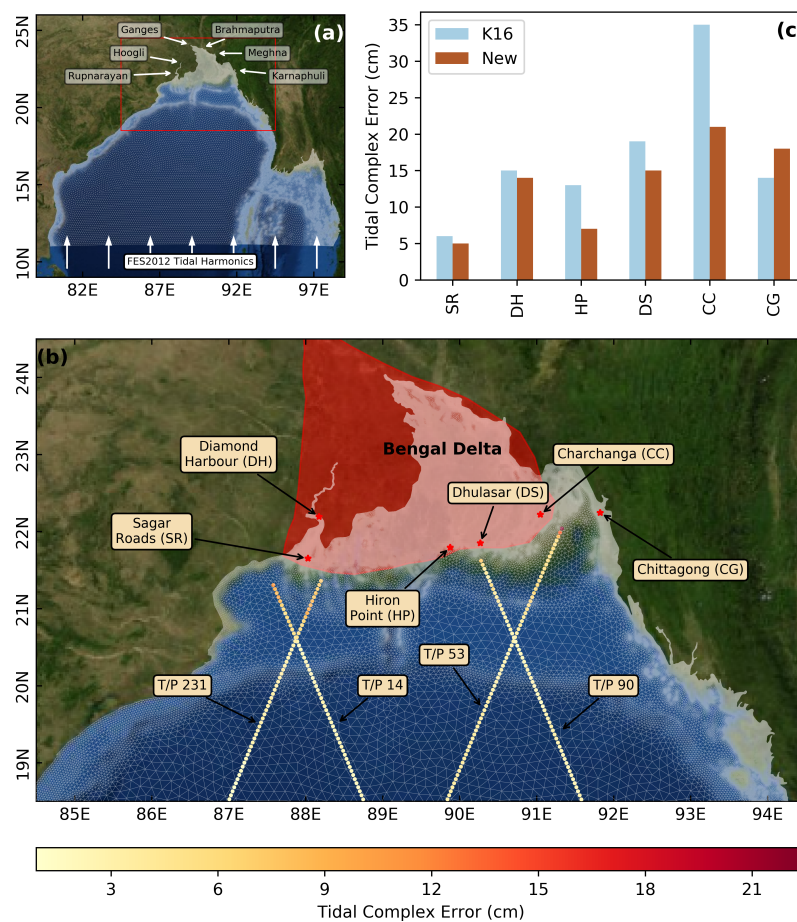 26N
20N
15N
10N
82E
87E
92E
97E
(a)
Ganges
Brahmaputra
Hoogli
Meghna
Rupnarayan
Karnaphuli
FES2012 Tidal Harmonics
(c
K16
New
Tidal Complex Error (cm)
35
30
25
20
15
10
5
0
SR
DH
HP
DS
CC
CG
(b)
24N
23N
22N
21N
20N
19N
85E
86E
87E
88E
89E
90E
91E
92E
93E
94E
Bengal Delta
Diamond
Harbour (DH)
Charchanga (CC)
Dhulasar (DS)
Sagar
Roads (SR)
Chittagong (CG)
Hiron
Point (HP)
T/P 53
T/P 231
T/P 14
T/P 90
3
6
9
12
15
18
21
Tidal Complex Error (cm)